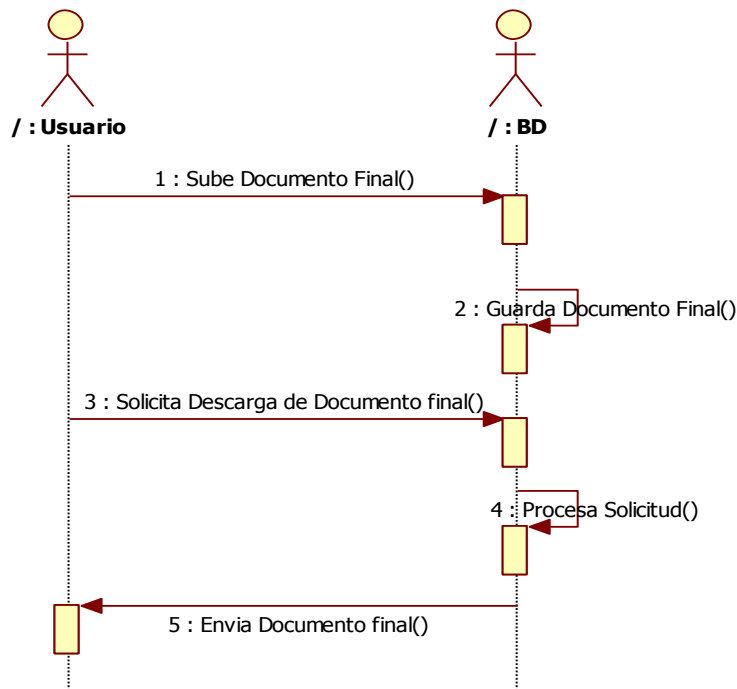 / : Usuario
/ : BD
1 : Sube Documento Final()
2 : Guarda Documento Final()
3 : Solicita Descarga de Documento final()
4 : Procesa Solicitud()
5 : Envia Documento final()